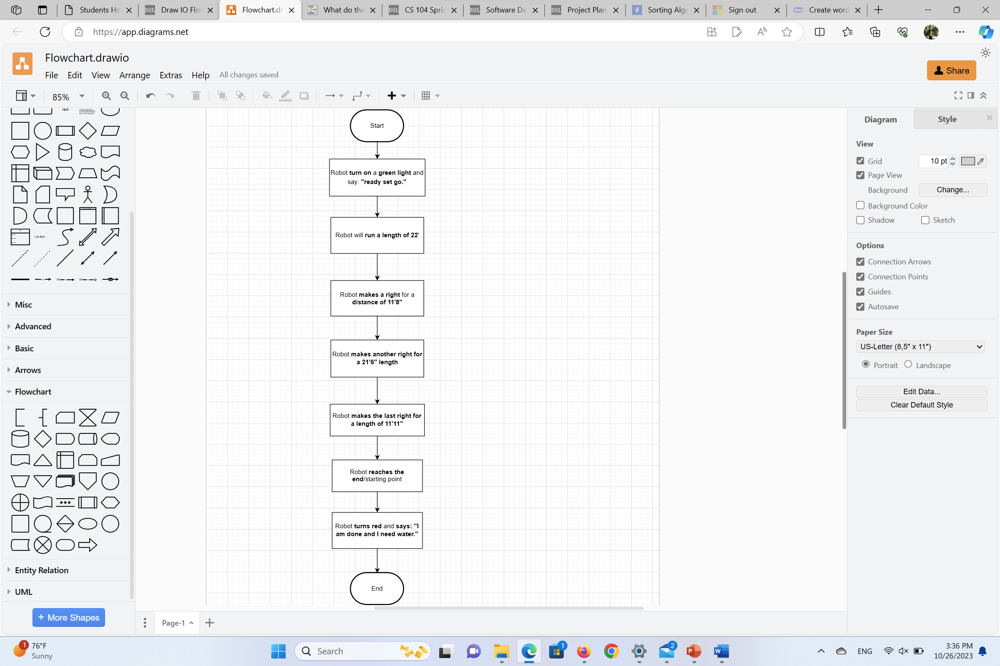 Students Ho
Draw IO Flov
Flowchart.dr
What do the
CS 104 Sprin
Software De
Project Plan
Sorting Algo
Sign out
Create word
https://app.diagrams.net
Flowchart.drawio
File Edit View Arrange Extras Help All changes saved
Share
85%
Text
List Item
Misc
Advanced
Basic
Arrows
Flowchart
Entity Relation
UML
+ More Shapes
Start
Robot turn on a green light and
say: "ready set go."
Robot will run a length of 22'
Robot makes a right for a
distance of 11'8"
Robot makes another right for
a 21'6" length
Robot makes the last right for
a length of 11'11"
Robot reaches the
end/starting point
Robot turns red and says: "I
am done and I need water."
End
Page-1
Diagram Style
View
Grid 10 pt
Page View
Background Change...
Background Color
Shadow Sketch
Options
Connection Arrows
Connection Points
Guides
Autosave
Paper Size
US-Letter (8,5" x 11")
Portrait Landscape
Edit Data...
Clear Default Style
1 76°F
Sunny
Search
1
2
ENG
3:36 PM
10/26/2023